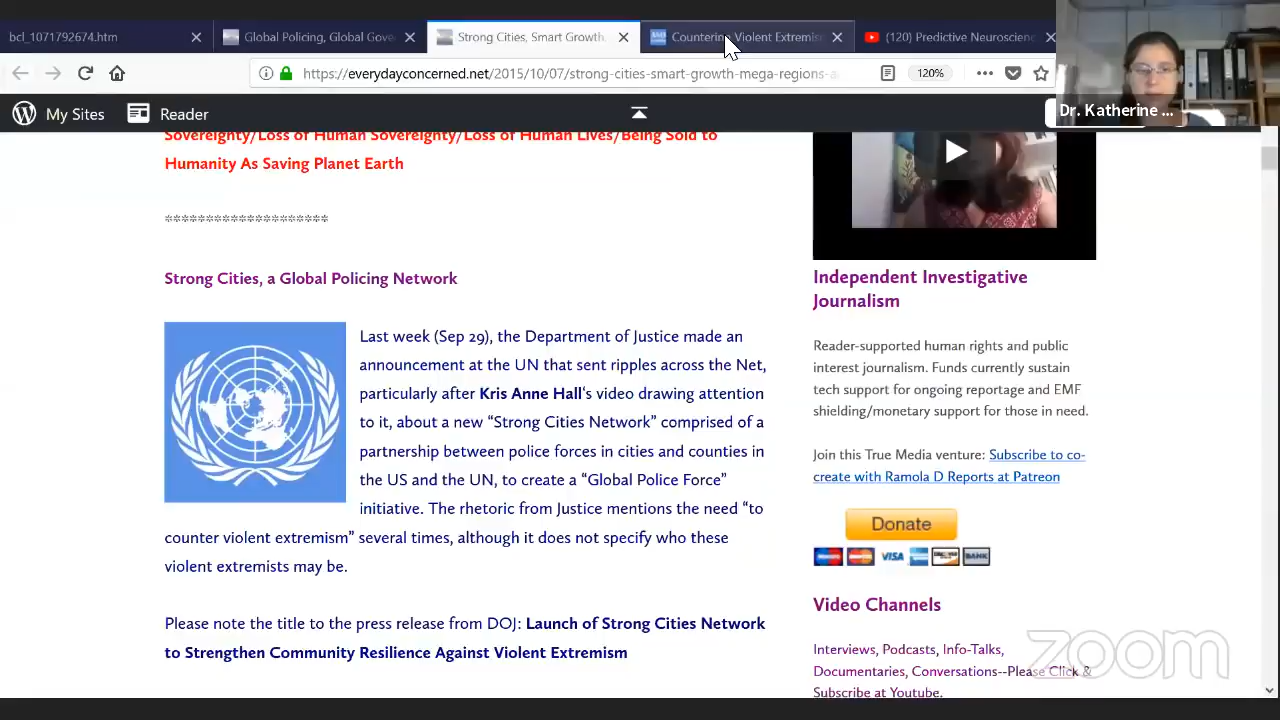 bcl_1071792674.htm
Global Policing, Global Gove
Strong Cities, Smart Growth,
Countering Violent Extremism
(120) Predictive Neuroscienc
https://everydayconcerned.net/2015/10/07/strong-cities-smart-growth-mega-regions-a
120%
Dr. Katherine ...
My Sites
Reader
Sovereignty/Loss of Human Sovereignty/Loss of Human Lives/Being Sold to
Humanity As Saving Planet Earth
********************
Strong Cities, a Global Policing Network
Last week (Sep 29), the Department of Justice made an
announcement at the UN that sent ripples across the Net,
particularly after Kris Anne Hall's video drawing attention
to it, about a new “Strong Cities Network” comprised of a
partnership between police forces in cities and counties in
the US and the UN, to create a “Global Police Force”
initiative. The rhetoric from Justice mentions the need “to
counter violent extremism” several times, although it does not specify who these
violent extremists may be.
Please note the title to the press release from DOJ: Launch of Strong Cities Network
to Strengthen Community Resilience Against Violent Extremism
Independent Investigative
Journalism
Reader-supported human rights and public
interest journalism. Funds currently sustain
tech support for ongoing reportage and EMF
shielding/monetary support for those in need.
Join this True Media venture: Subscribe to co-
create with Ramola D Reports at Patreon
Donate
VISA
BANK
Video Channels
Interviews, Podcasts, Info-Talks,
Documentaries, Conversations--Please Click &
Subscribe at Youtube.
zoom